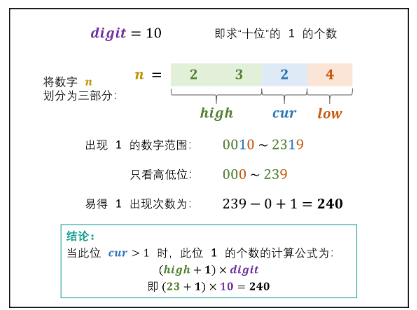 digit = 10 即求“十位”的 1 的个数
将数字 n
划分为三部分：
n = 2 3 2 4
high cur low
出现 1 的数字范围： 0010 ~ 2319
只看高低位： 000 ~ 239
易得 1 出现次数为： 239 − 0 + 1 = 240
结论：
当此位 cur > 1 时，此位 1 的个数的计算公式为：
(high + 1) × digit
即 (23 + 1) × 10 = 240